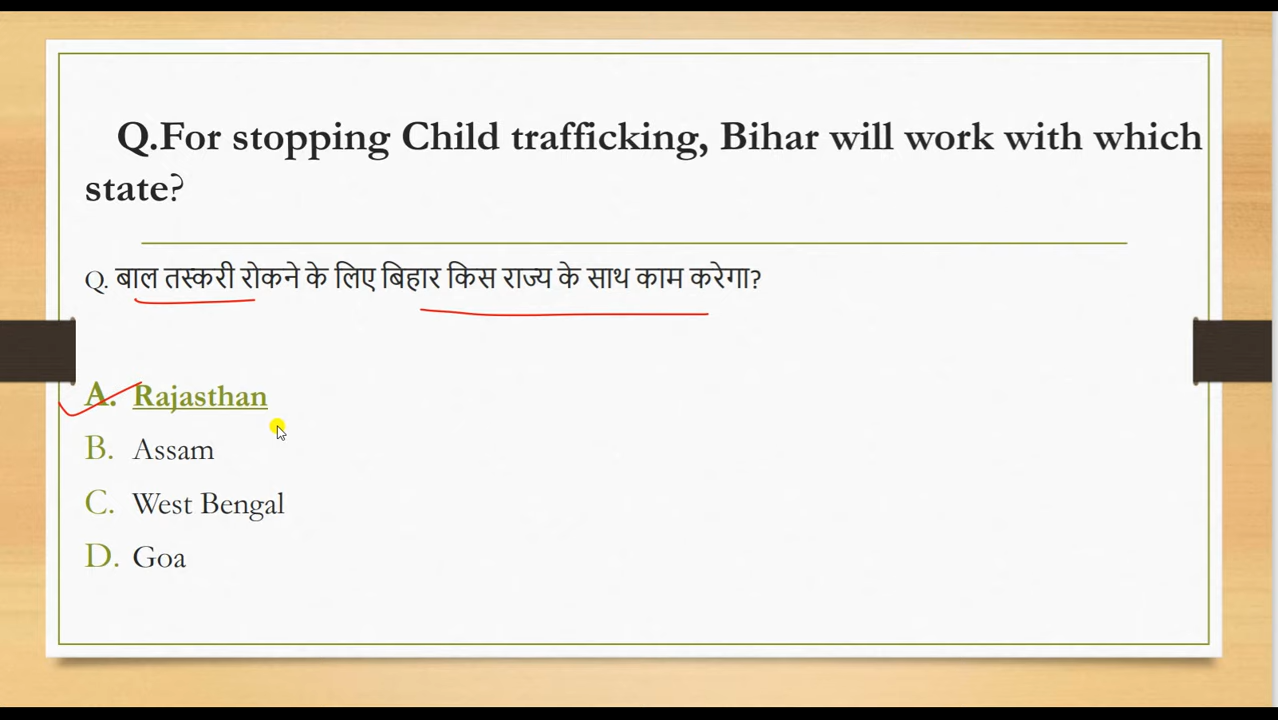 Q.For stopping Child trafficking, Bihar will work with which
state?
Q. बाल तस्करी रोकने के लिए बिहार किस राज्य के साथ काम करेगा?
A. Rajasthan
B. Assam
C. West Bengal
D. Goa